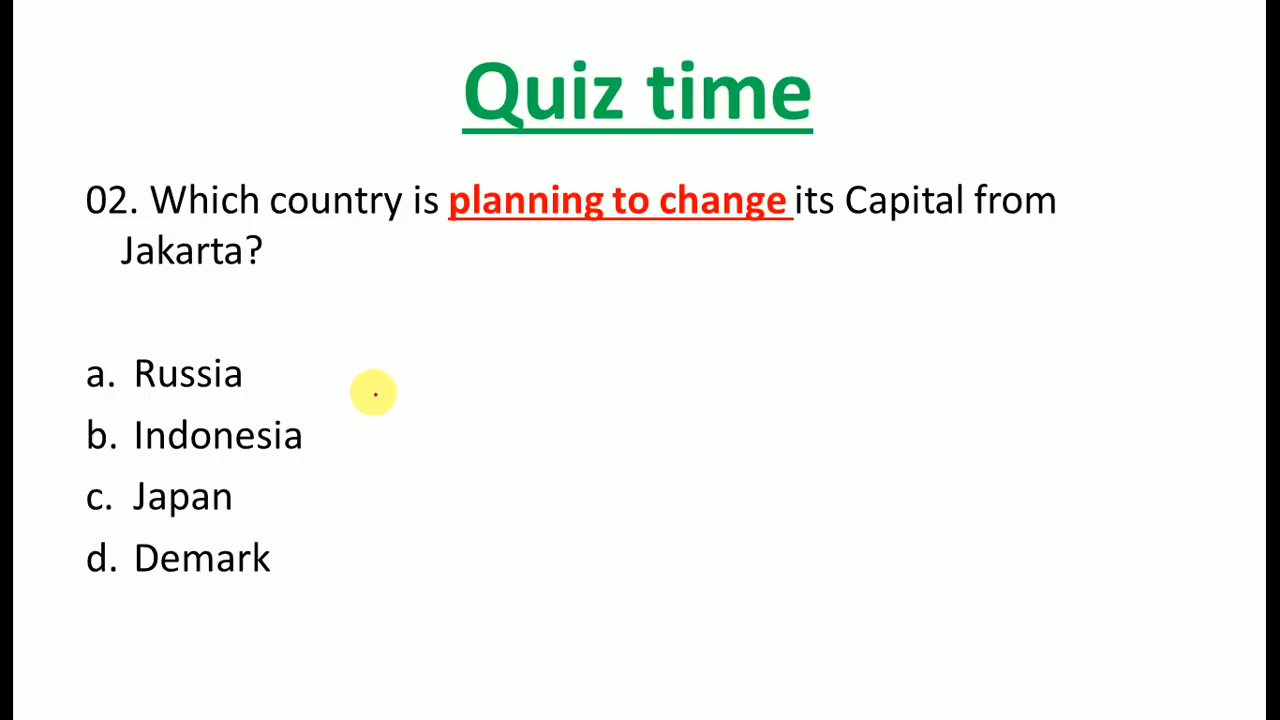 Quiz time
02. Which country is planning to change its Capital from
Jakarta?
a. Russia
b. Indonesia
c. Japan
d. Demark